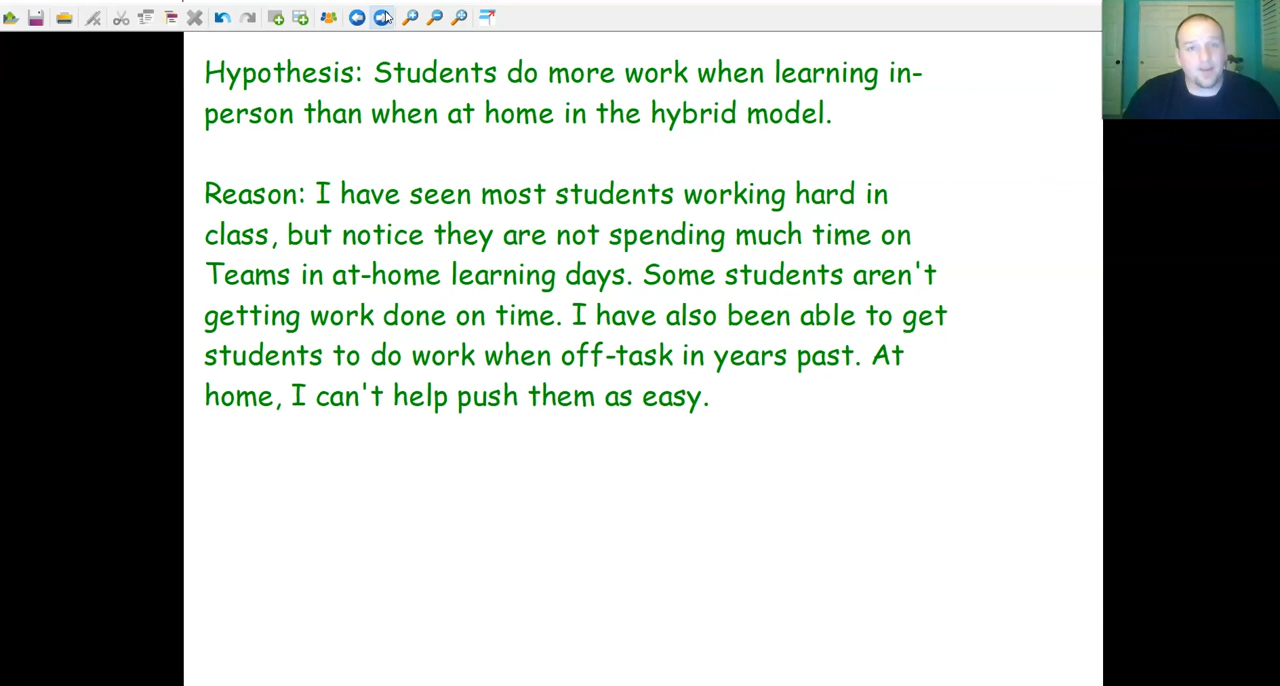 Hypothesis: Students do more work when learning in-
person than when at home in the hybrid model.
Reason: I have seen most students working hard in
class, but notice they are not spending much time on
Teams in at-home learning days. Some students aren't
getting work done on time. I have also been able to get
students to do work when off-task in years past. At
home, I can't help push them as easy.